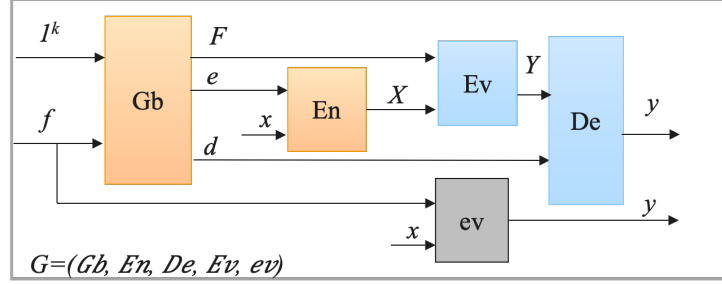 1^k
F
e
Gb
X
Ev
Y
En
f
x
De
y
d
ev
y
x
G=(Gb, En, De, Ev, ev)